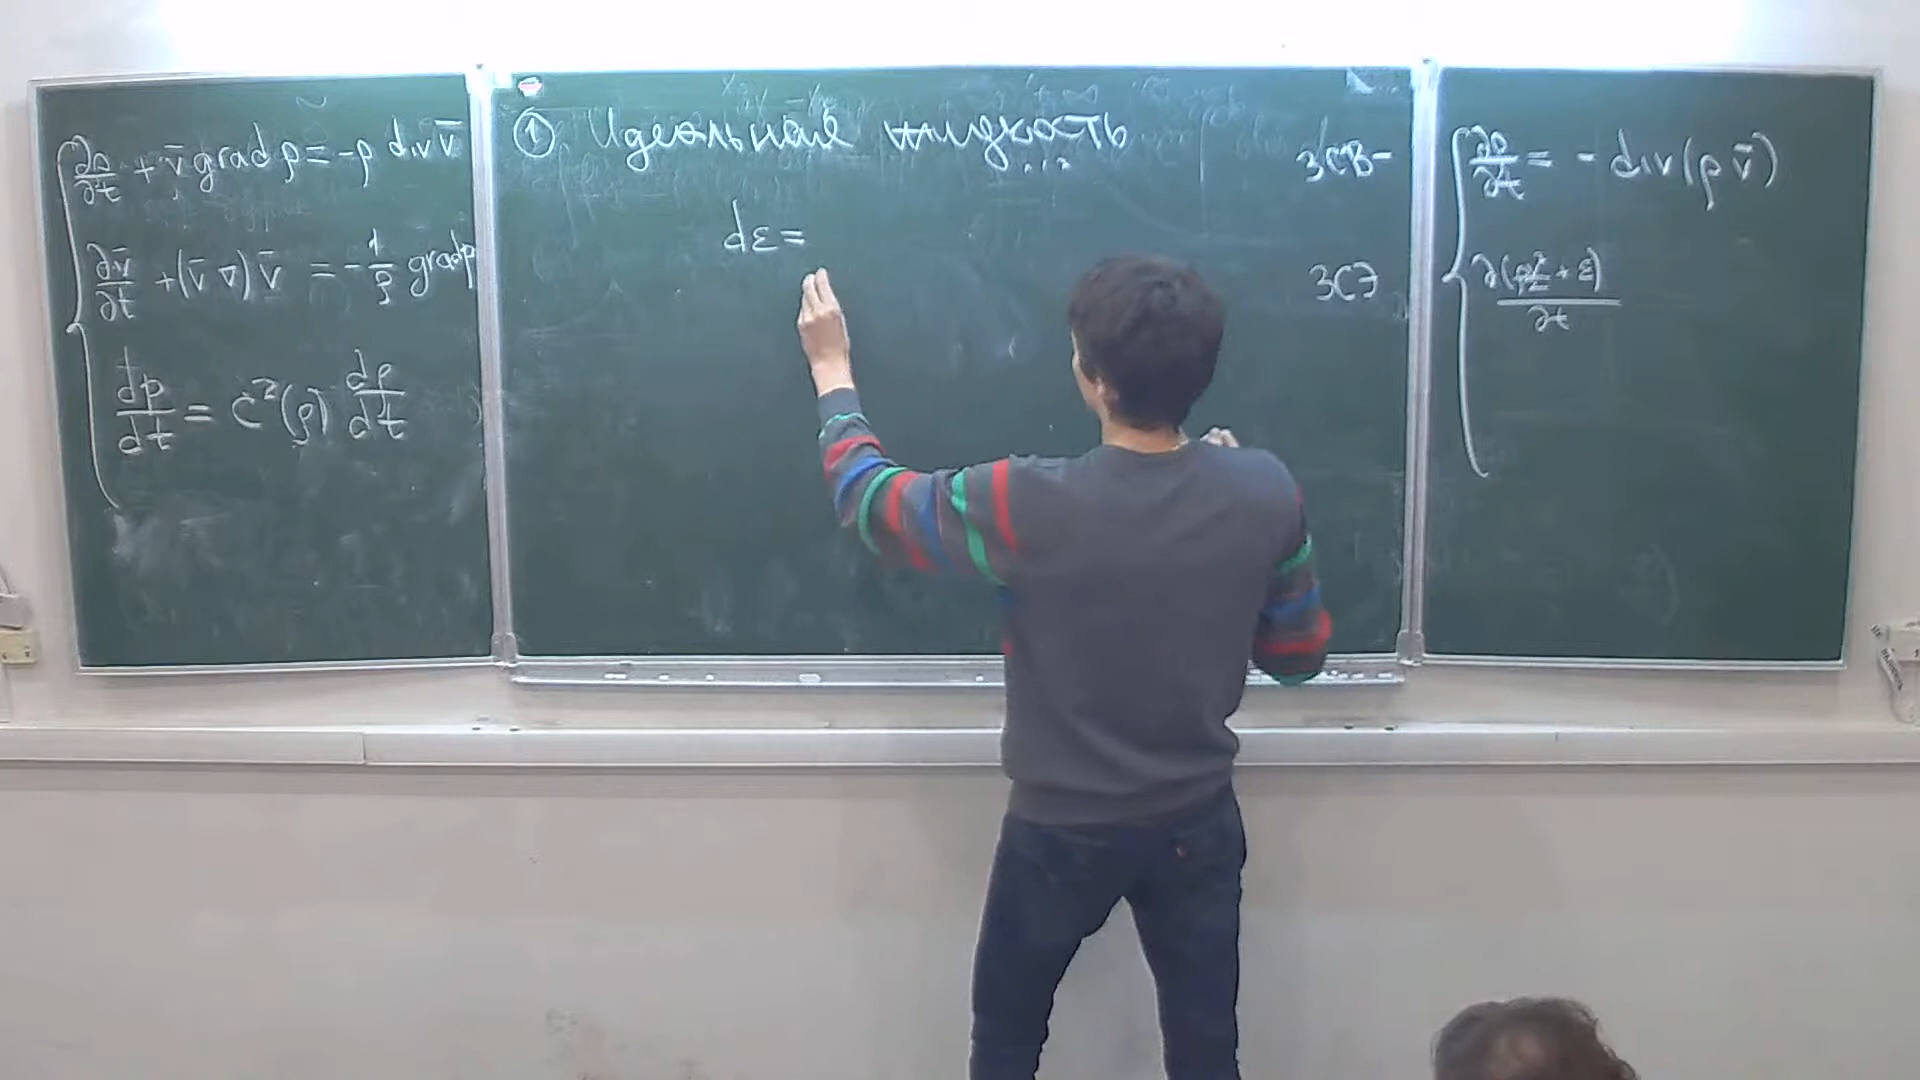 ∂ρ/∂t + v̄ grad ρ = -ρ div v̄
∂v̄/∂t + (v̄ ∇) v̄ = - 1/ρ grad p
dp/dt = c²(ρ) dρ/dt
① Идеальная жидкость
dε =
ЗСВ- ∂ρ/∂t = - div(ρ v̄)
ЗСЭ ∂(ρv²/2 + ε)/∂t